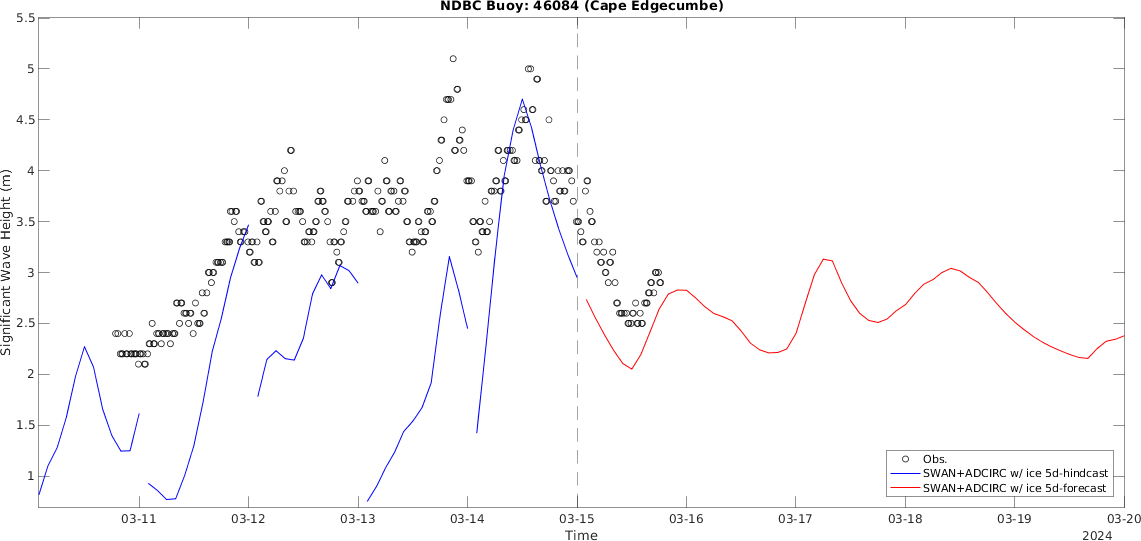 NDBC Buoy: 46084 (Cape Edgecumbe)
5.5
5
4.5
4
3.5
3
2.5
2
1.5
1
Significant Wave Height (m)
Obs.
SWAN+ADCIRC w/ ice 5d-hindcast
SWAN+ADCIRC w/ ice 5d-forecast
03-11 03-12 03-13 03-14 03-15 03-16 03-17 03-18 03-19 03-20
Time
2024